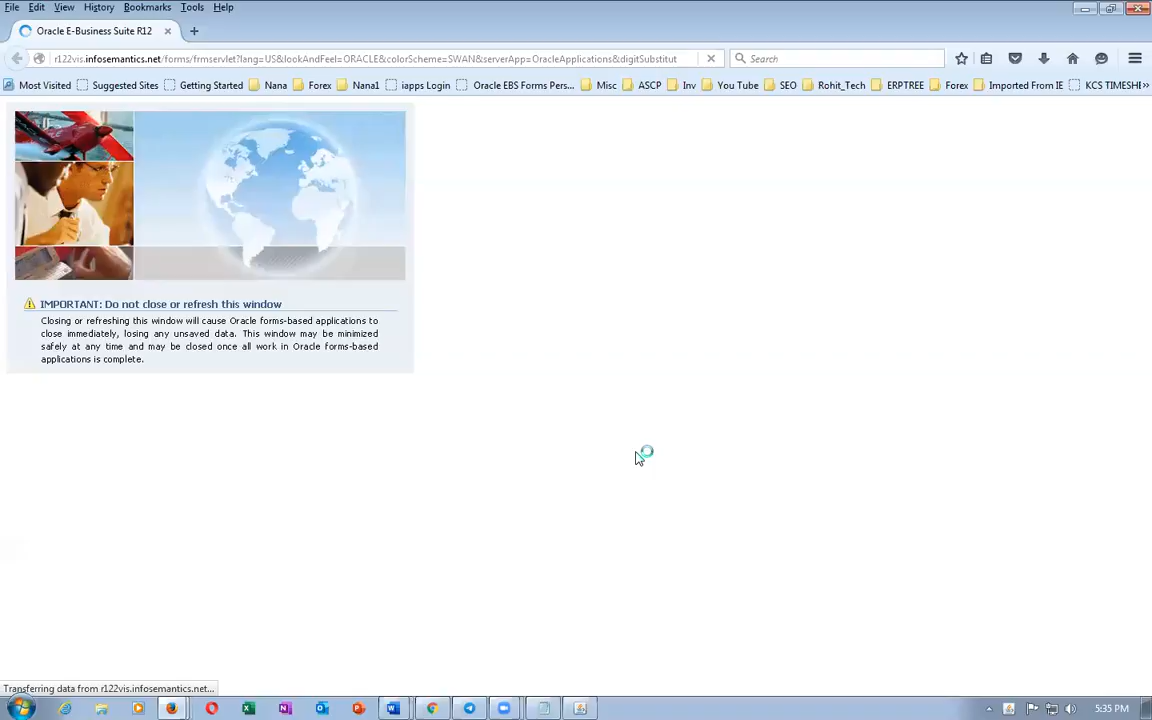 File Edit View History Bookmarks Tools Help
Oracle E-Business Suite R12
r122vis.infosemantics.net/forms/frmservlet?lang=US&lookAndFeel=ORACLE&colorScheme=SWAN&serverApp=OracleApplications&digitSubstitut
Search
Most Visited Suggested Sites Getting Started Nana Forex Nana1 iapps Login Oracle EBS Forms Pers... Misc ASCP Inv You Tube SEO Rohit_Tech ERPTREE Forex Imported From IE KCS TIMESHE
IMPORTANT: Do not close or refresh this window
Closing or refreshing this window will cause Oracle forms-based applications to
close immediately, losing any unsaved data. This window may be minimized
safely at any time and may be closed once all work in Oracle forms-based
applications is complete.
Transferring data from r122vis.infosemantics.net...
5:35 PM